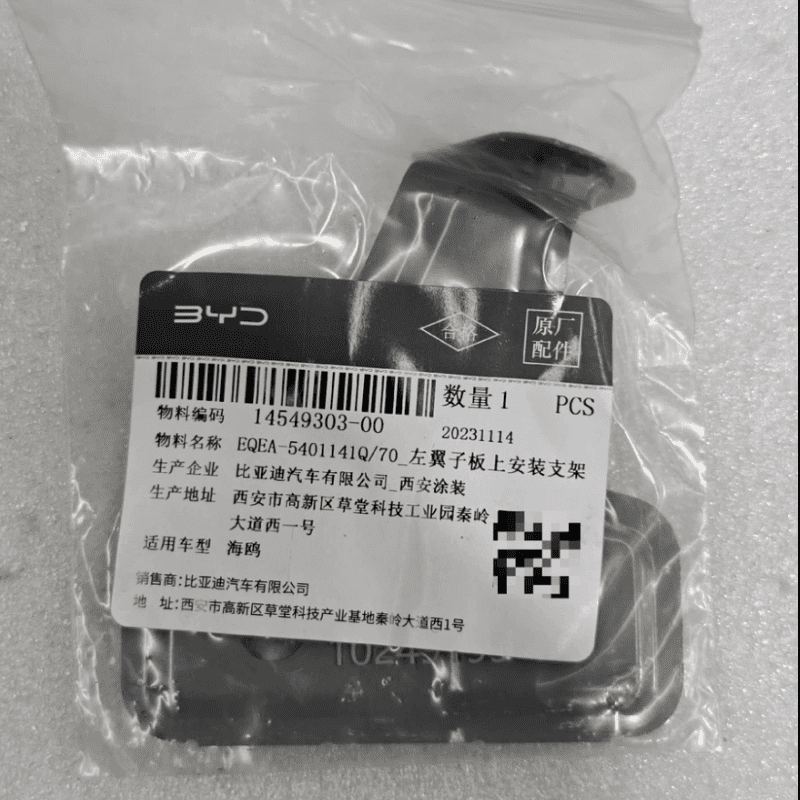 BYD
合格
原厂
配件
数量 1 PCS
物料编码 14549303-00
20231114
物料名称 EQEA-5401141Q/70_左翼子板上安装支架
生产企业 比亚迪汽车有限公司_西安涂装
生产地址 西安市高新区草堂科技工业园秦岭
大道西一号
适用车型 海鸥
销售商:比亚迪汽车有限公司
地 址:西安市高新区草堂科技产业基地秦岭大道西1号